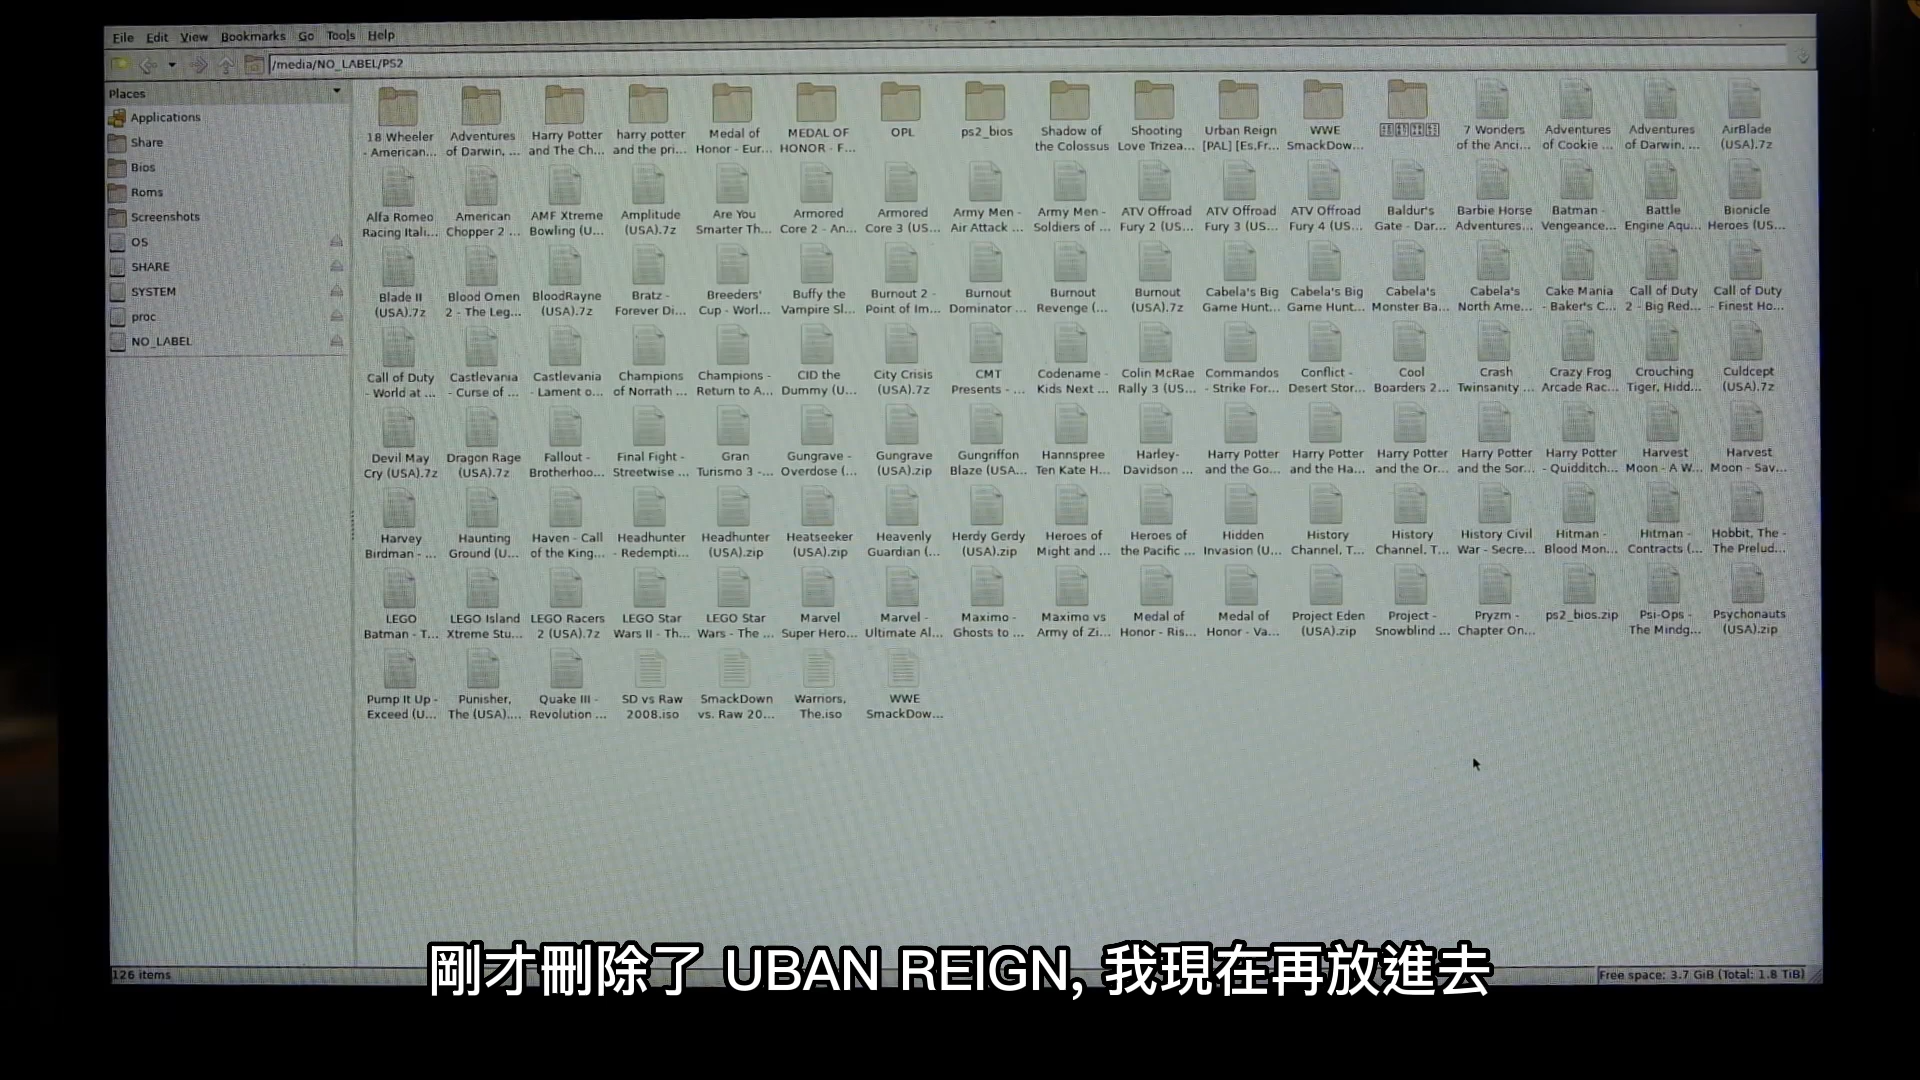 File Edit View Bookmarks Go Tools Help
/media/NO_LABEL/PS2
Places
Applications
Share
Bios
Roms
Screenshots
OS
SHARE
SYSTEM
proc
NO_LABEL
18 Wheeler Adventures Harry Potter harry potter Medal of MEDAL OF OPL ps2_bios Shadow of Shooting Urban Reign WWE 7 Wonders Adventures Adventures AirBlade
- American... of Darwin, ... and The Ch... and the pri... Honor - Eur... HONOR - F... the Colossus Love Trizea... [PAL] [Es,Fr... SmackDow... of the Anci... of Cookie ... of Darwin, ... (USA).7z
Alfa Romeo American AMF Xtreme Amplitude Are You Armored Armored Army Men - Army Men - ATV Offroad ATV Offroad ATV Offroad Baldur's Barbie Horse Batman - Battle Bionicle
Racing Itali... Chopper 2 ... Bowling (U... (USA).7z Smarter Th... Core 2 - An... Core 3 (US... Air Attack ... Soldiers of ... Fury 2 (US... Fury 3 (US... Fury 4 (US... Gate - Dar... Adventures... Vengeance... Engine Aqu... Heroes (US...
Blade II Blood Omen BloodRayne Bratz - Breeders' Buffy the Burnout 2 - Burnout Burnout Burnout Cabela's Big Cabela's Big Cabela's Cabela's Cake Mania Call of Duty Call of Duty
(USA).7z 2 - The Leg... (USA).7z Forever Di... Cup - Worl... Vampire Sl... Point of Im... Dominator ... Revenge (... (USA).7z Game Hunt... Game Hunt... Monster Ba... North Ame... - Baker's C... 2 - Big Red... - Finest Ho...
Call of Duty Castlevania Castlevania Champions Champions - CID the City Crisis CMT Codename - Colin McRae Commandos Conflict - Cool Crash Crazy Frog Crouching Culdcept
- World at ... - Curse of ... - Lament o... of Norrath ... Return to A... Dummy (U... (USA).7z Presents - ... Kids Next ... Rally 3 (US... - Strike For... Desert Stor... Boarders 2... Twinsanity ... Arcade Rac... Tiger, Hidd... (USA).7z
Devil May Dragon Rage Fallout - Final Fight - Gran Gungrave - Gungrave Gungriffon Hannspree Harley- Harry Potter Harry Potter Harry Potter Harry Potter Harry Potter Harvest Harvest
Cry (USA).7z (USA).7z Brotherhoo... Streetwise ... Turismo 3 -... Overdose (... (USA).zip Blaze (USA... Ten Kate H... Davidson ... and the Go... and the Ha... and the Or... and the Sor... - Quidditch... Moon - A W... Moon - Sav...
Harvey Haunting Haven - Call Headhunter Headhunter Heatseeker Heavenly Herdy Gerdy Heroes of Heroes of Hidden History History History Civil Hitman - Hitman - Hobbit, The -
Birdman - ... Ground (U... of the King... - Redempti... (USA).zip (USA).zip Guardian (... (USA).zip Might and ... the Pacific ... Invasion (U... Channel, T... Channel, T... War - Secre... Blood Mon... Contracts (... The Prelud...
LEGO LEGO Island LEGO Racers LEGO Star LEGO Star Marvel Marvel - Maximo - Maximo vs Medal of Medal of Project Eden Project - Pryzm - ps2_bios.zip Psi-Ops - Psychonauts
Batman - T... Xtreme Stu... 2 (USA).7z Wars II - Th... Wars - The ... Super Hero... Ultimate Al... Ghosts to ... Army of Zi... Honor - Ris... Honor - Va... (USA).zip Snowblind ... Chapter On... The Mindg... (USA).zip
Pump It Up - Punisher, Quake III - SD vs Raw SmackDown Warriors, WWE
Exceed (U... The (USA).... Revolution ... 2008.iso vs. Raw 20... The.iso SmackDow...
剛才刪除了 UBAN REIGN, 我現在再放進去
126 items
Free space: 3.7 GiB (Total: 1.8 TiB)